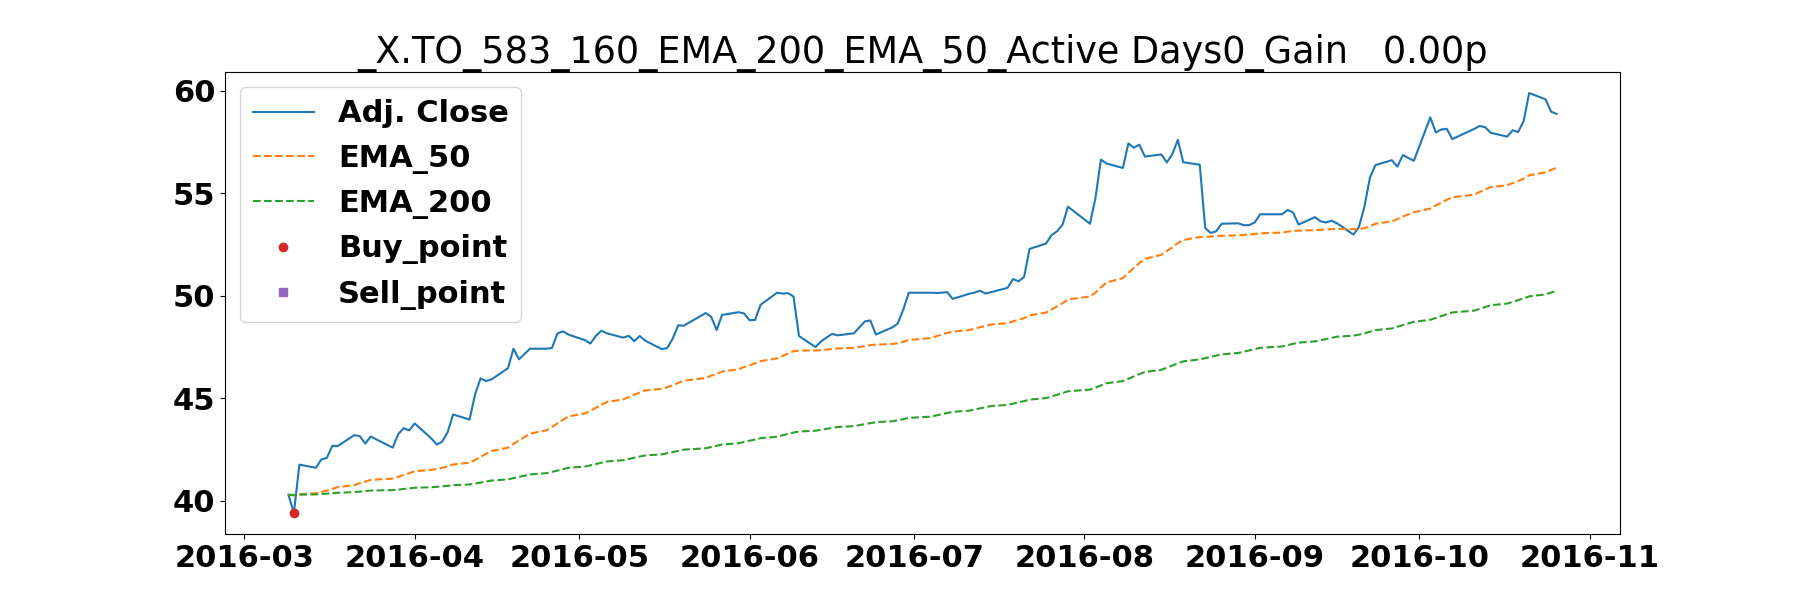 _X.TO_583_160_EMA_200_EMA_50_Active Days0_Gain   0.00p
60
55
50
45
40
Adj. Close
EMA_50
EMA_200
Buy_point
Sell_point
2016-03 2016-04 2016-05 2016-06 2016-07 2016-08 2016-09 2016-10 2016-11